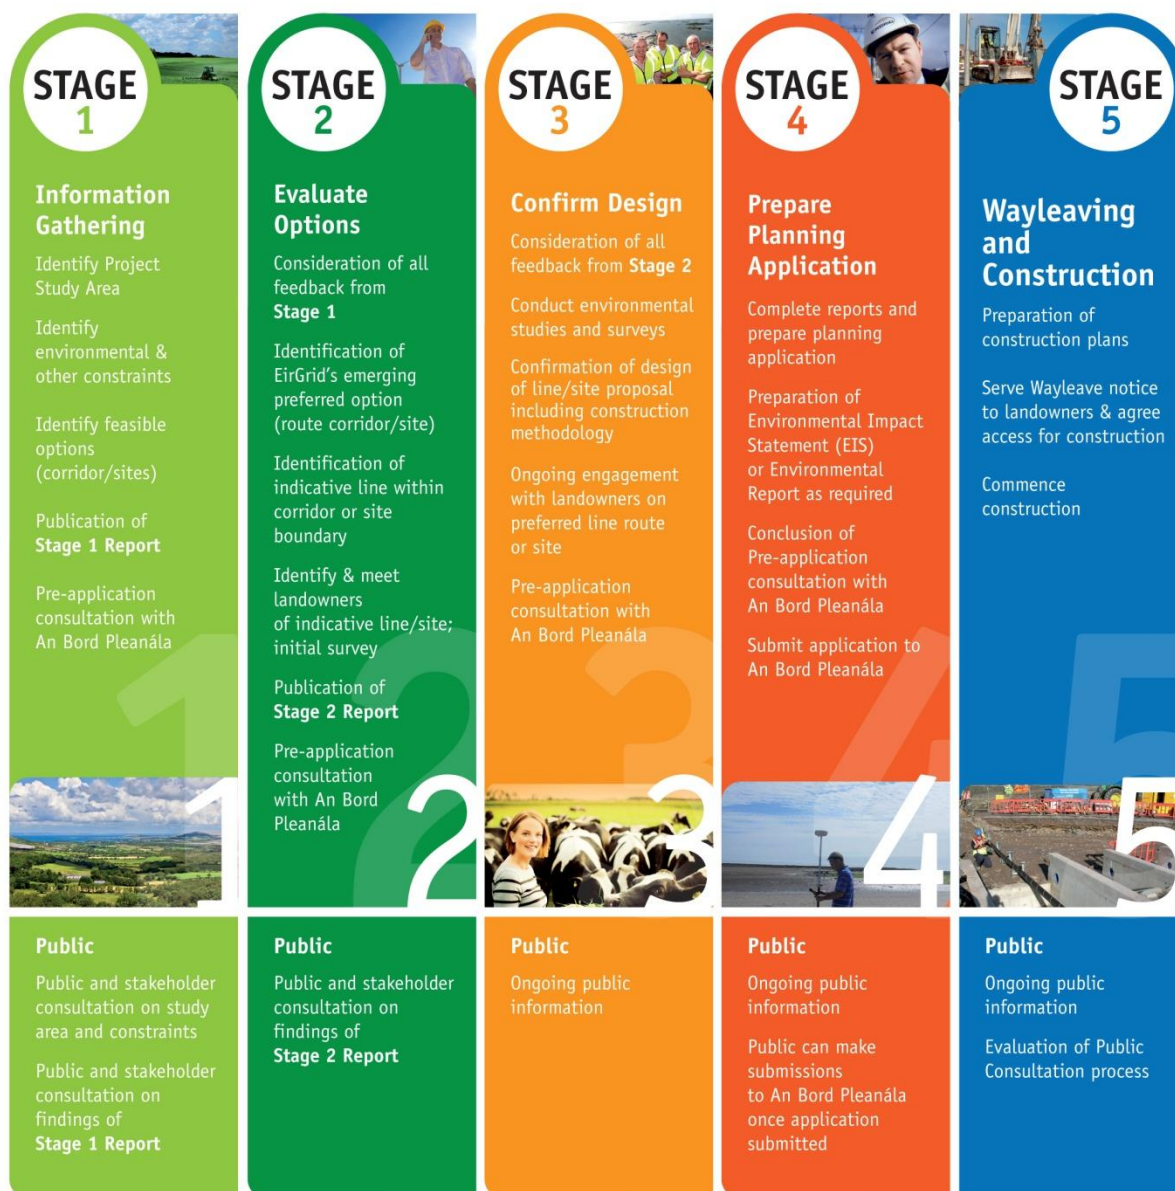 STAGE
1
Information
Gathering
Identify Project
Study Area
Identify
environmental &
other constraints
Identify feasible
options
(corridor/sites)
Publication of
Stage 1 Report
Pre-application
consultation with
An Bord Pleanála
1
1
Public
Public and stakeholder
consultation on study
area and constraints
Public and stakeholder
consultation on
findings of
Stage 1 Report
STAGE
2
Evaluate
Options
Consideration of all
feedback from
Stage 1
Identification of
EirGrid's emerging
preferred option
(route corridor/site)
Identification of
indicative line within
corridor or site
boundary
Identify & meet
landowners
of indicative line/site;
initial survey
Publication of
Stage 2 Report
Pre-application
consultation
with An Bord
Pleanála
2
2
Public
Public and stakeholder
consultation on
findings of
Stage 2 Report
STAGE
3
Confirm Design
Consideration of all
feedback from Stage 2
Conduct environmental
studies and surveys
Confirmation of design
of line/site proposal
including construction
methodology
Ongoing engagement
with landowners on
preferred line route
or site
Pre-application
consultation with
An Bord Pleanála
3
3
Public
Ongoing public
information
STAGE
4
Prepare
Planning
Application
Complete reports and
prepare planning
application
Preparation of
Environmental Impact
Statement (EIS)
or Environmental
Report as required
Conclusion of
Pre-application
consultation with
An Bord Pleanála
Submit application to
An Bord Pleanála
4
4
Public
Ongoing public
information
Public can make
submissions
to An Bord Pleanála
once application
submitted
STAGE
5
Wayleaving
and
Construction
Preparation of
construction plans
Serve Wayleave notice
to landowners & agree
access for construction
Commence
construction
5
5
Public
Ongoing public
information
Evaluation of Public
Consultation process